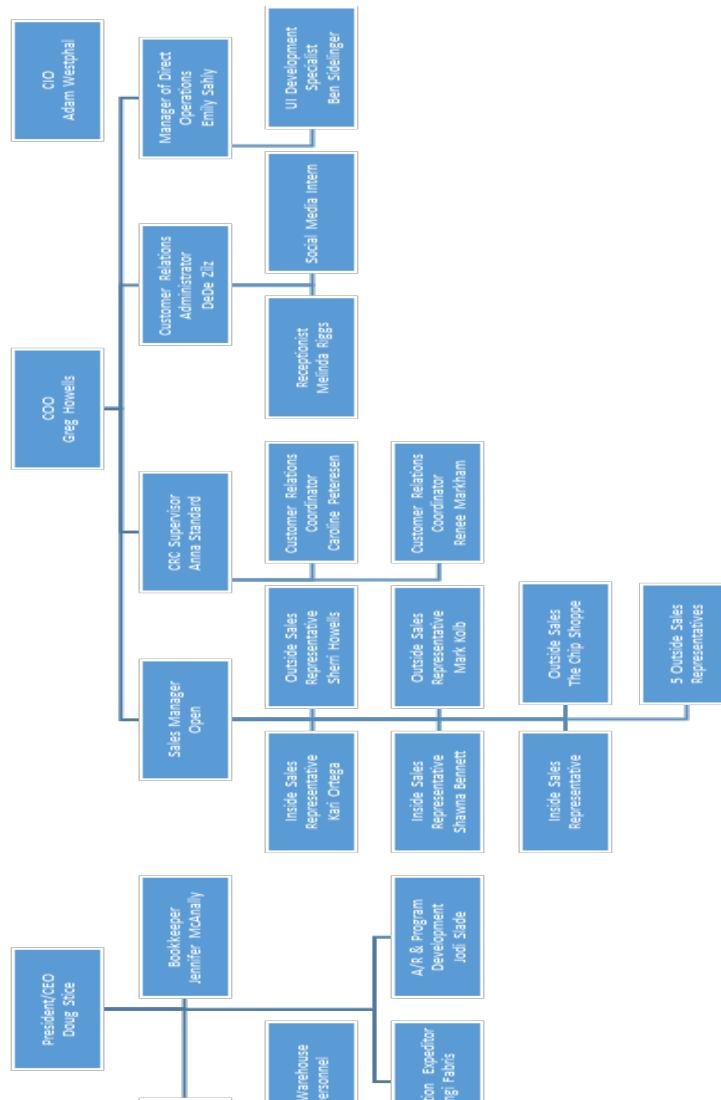 President/CEO
Doug Stice
COO
Greg Howells
CIO
Adam Westphal
Bookkeeper
Jennifer McAnally
Sales Manager
Open
CRC Supervisor
Anna Standard
Customer Relations
Administrator
DeDe Zilz
Manager of Direct
Operations
Emily Sahly
Warehouse
Inside Sales
Representative
Kari Ortega
Outside Sales
Representative
Sherri Howells
Customer Relations
Coordinator
Caroline Peteresen
Receptionist
Melinda Riggs
Social Media Intern
UI Development
Specialist
Ben Sidelinger
Expeditor
Fabris
A/R & Program
Development
Jodi Slade
Inside Sales
Representative
Shawna Bennett
Outside Sales
Representative
Mark Kolb
Customer Relations
Coordinator
Renee Markham
Inside Sales
Representative
Outside Sales
The Chip Shoppe
5 Outside Sales
Representatives